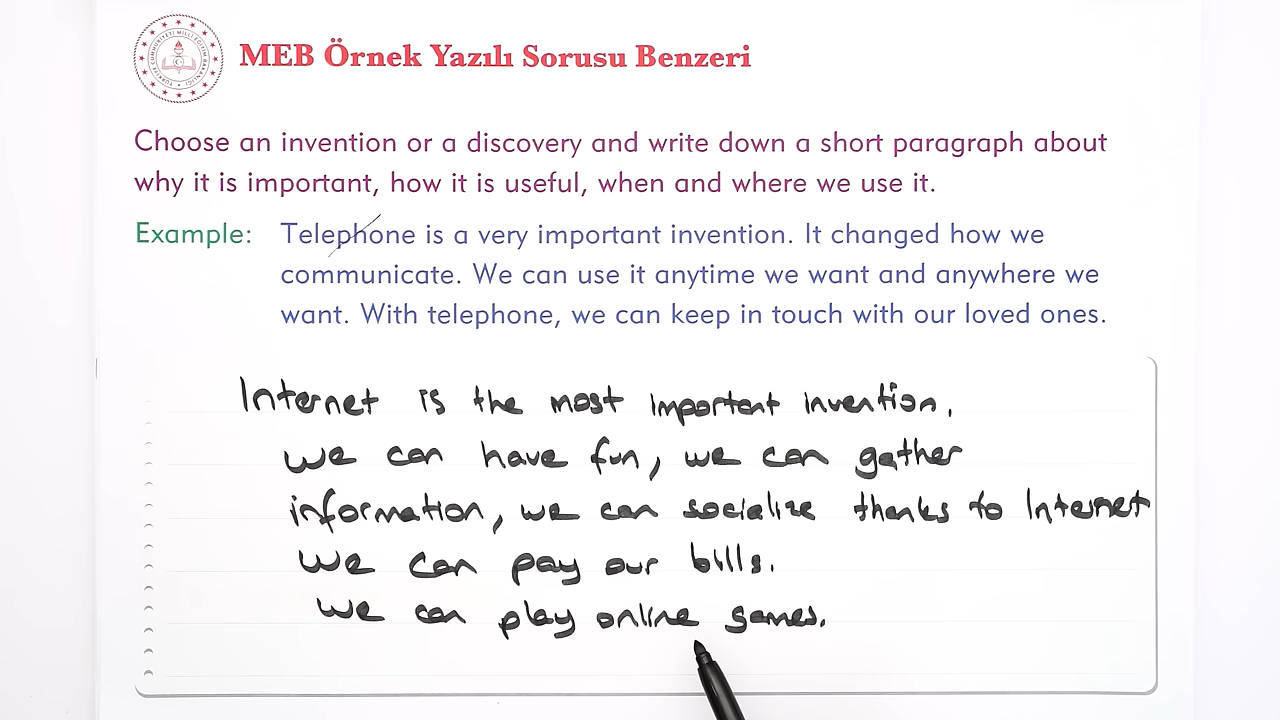 MEB Örnek Yazılı Sorusu Benzeri
Choose an invention or a discovery and write down a short paragraph about
why it is important, how it is useful, when and where we use it.
Example: Telephone is a very important invention. It changed how we
communicate. We can use it anytime we want and anywhere we
want. With telephone, we can keep in touch with our loved ones.
Internet is the most important invention.
We can have fun, we can gather
information, we can socialize thanks to Internet
We can pay our bills.
We can play online games.